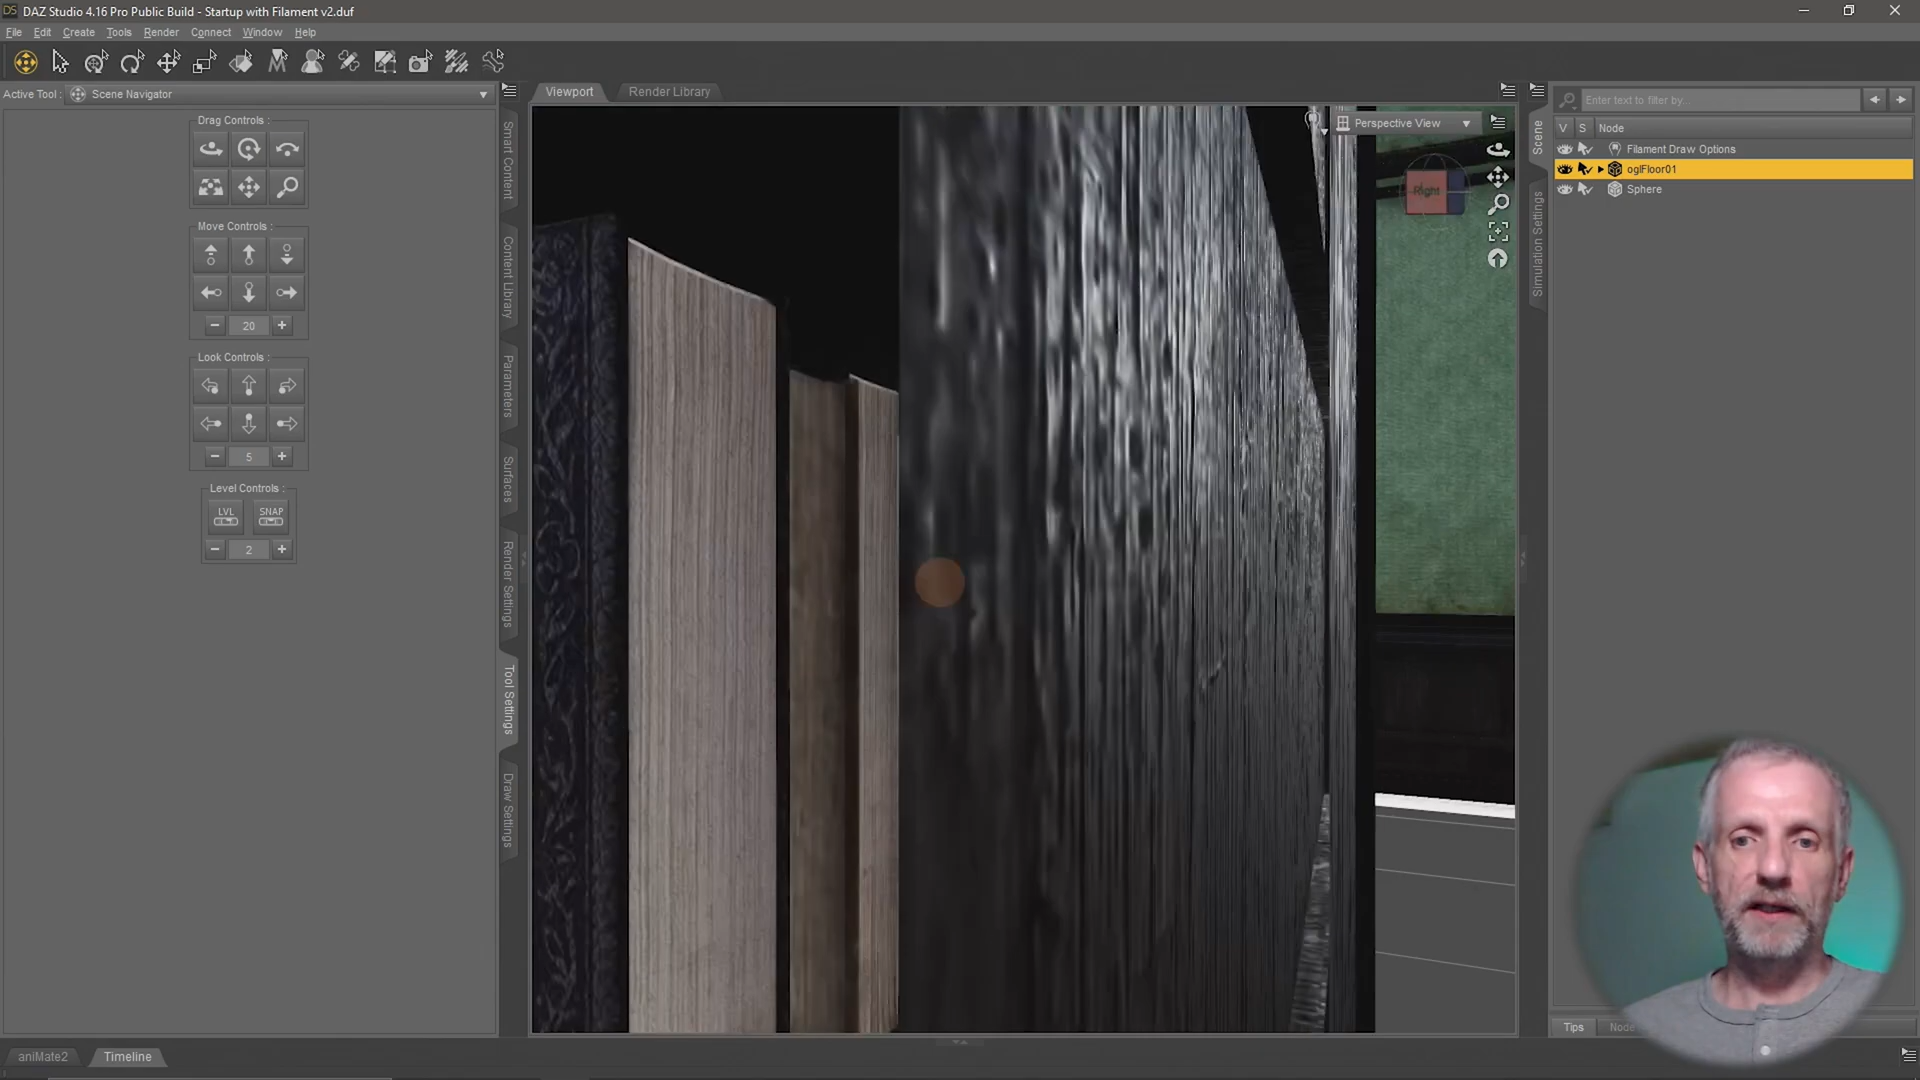 DS DAZ Studio 4.16 Pro Public Build - Startup with Filament v2.duf
File Edit Create Tools Render Connect Window Help
Active Tool : Scene Navigator
Drag Controls :
Move Controls :
20
Look Controls :
5
Level Controls :
LVL SNAP
2
Smart Content
Content Library
Parameters
Surfaces
Render Settings
Tool Settings
Draw Settings
Viewport Render Library
Perspective View
Right
Scene
Simulation Settings
Enter text to filter by...
V S Node
Filament Draw Options
oglFloor01
Sphere
Tips Node
aniMate2 Timeline